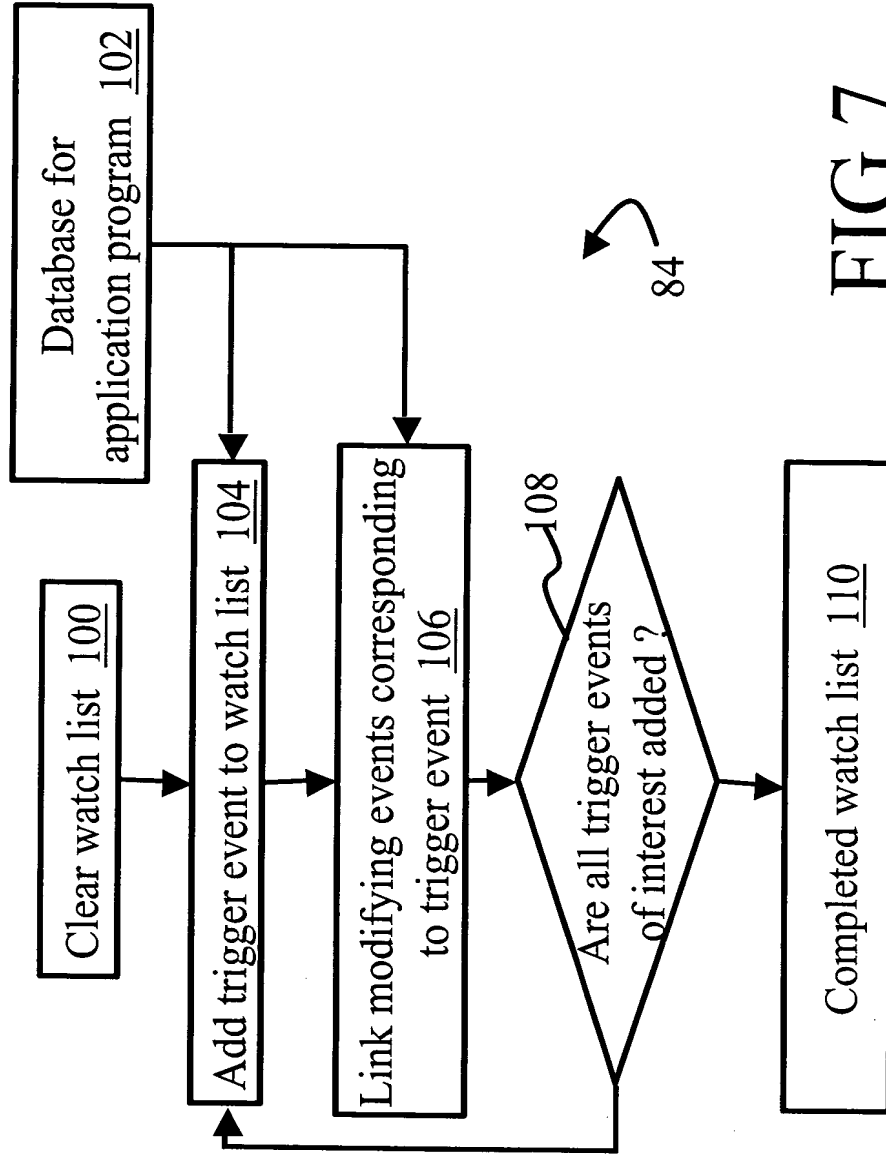 Database for
application program 102
Clear watch list 100
Add trigger event to watch list 104
Link modifying events corresponding
to trigger event 106
108
Are all trigger events
of interest added ?
Completed watch list 110
84
FIG 7